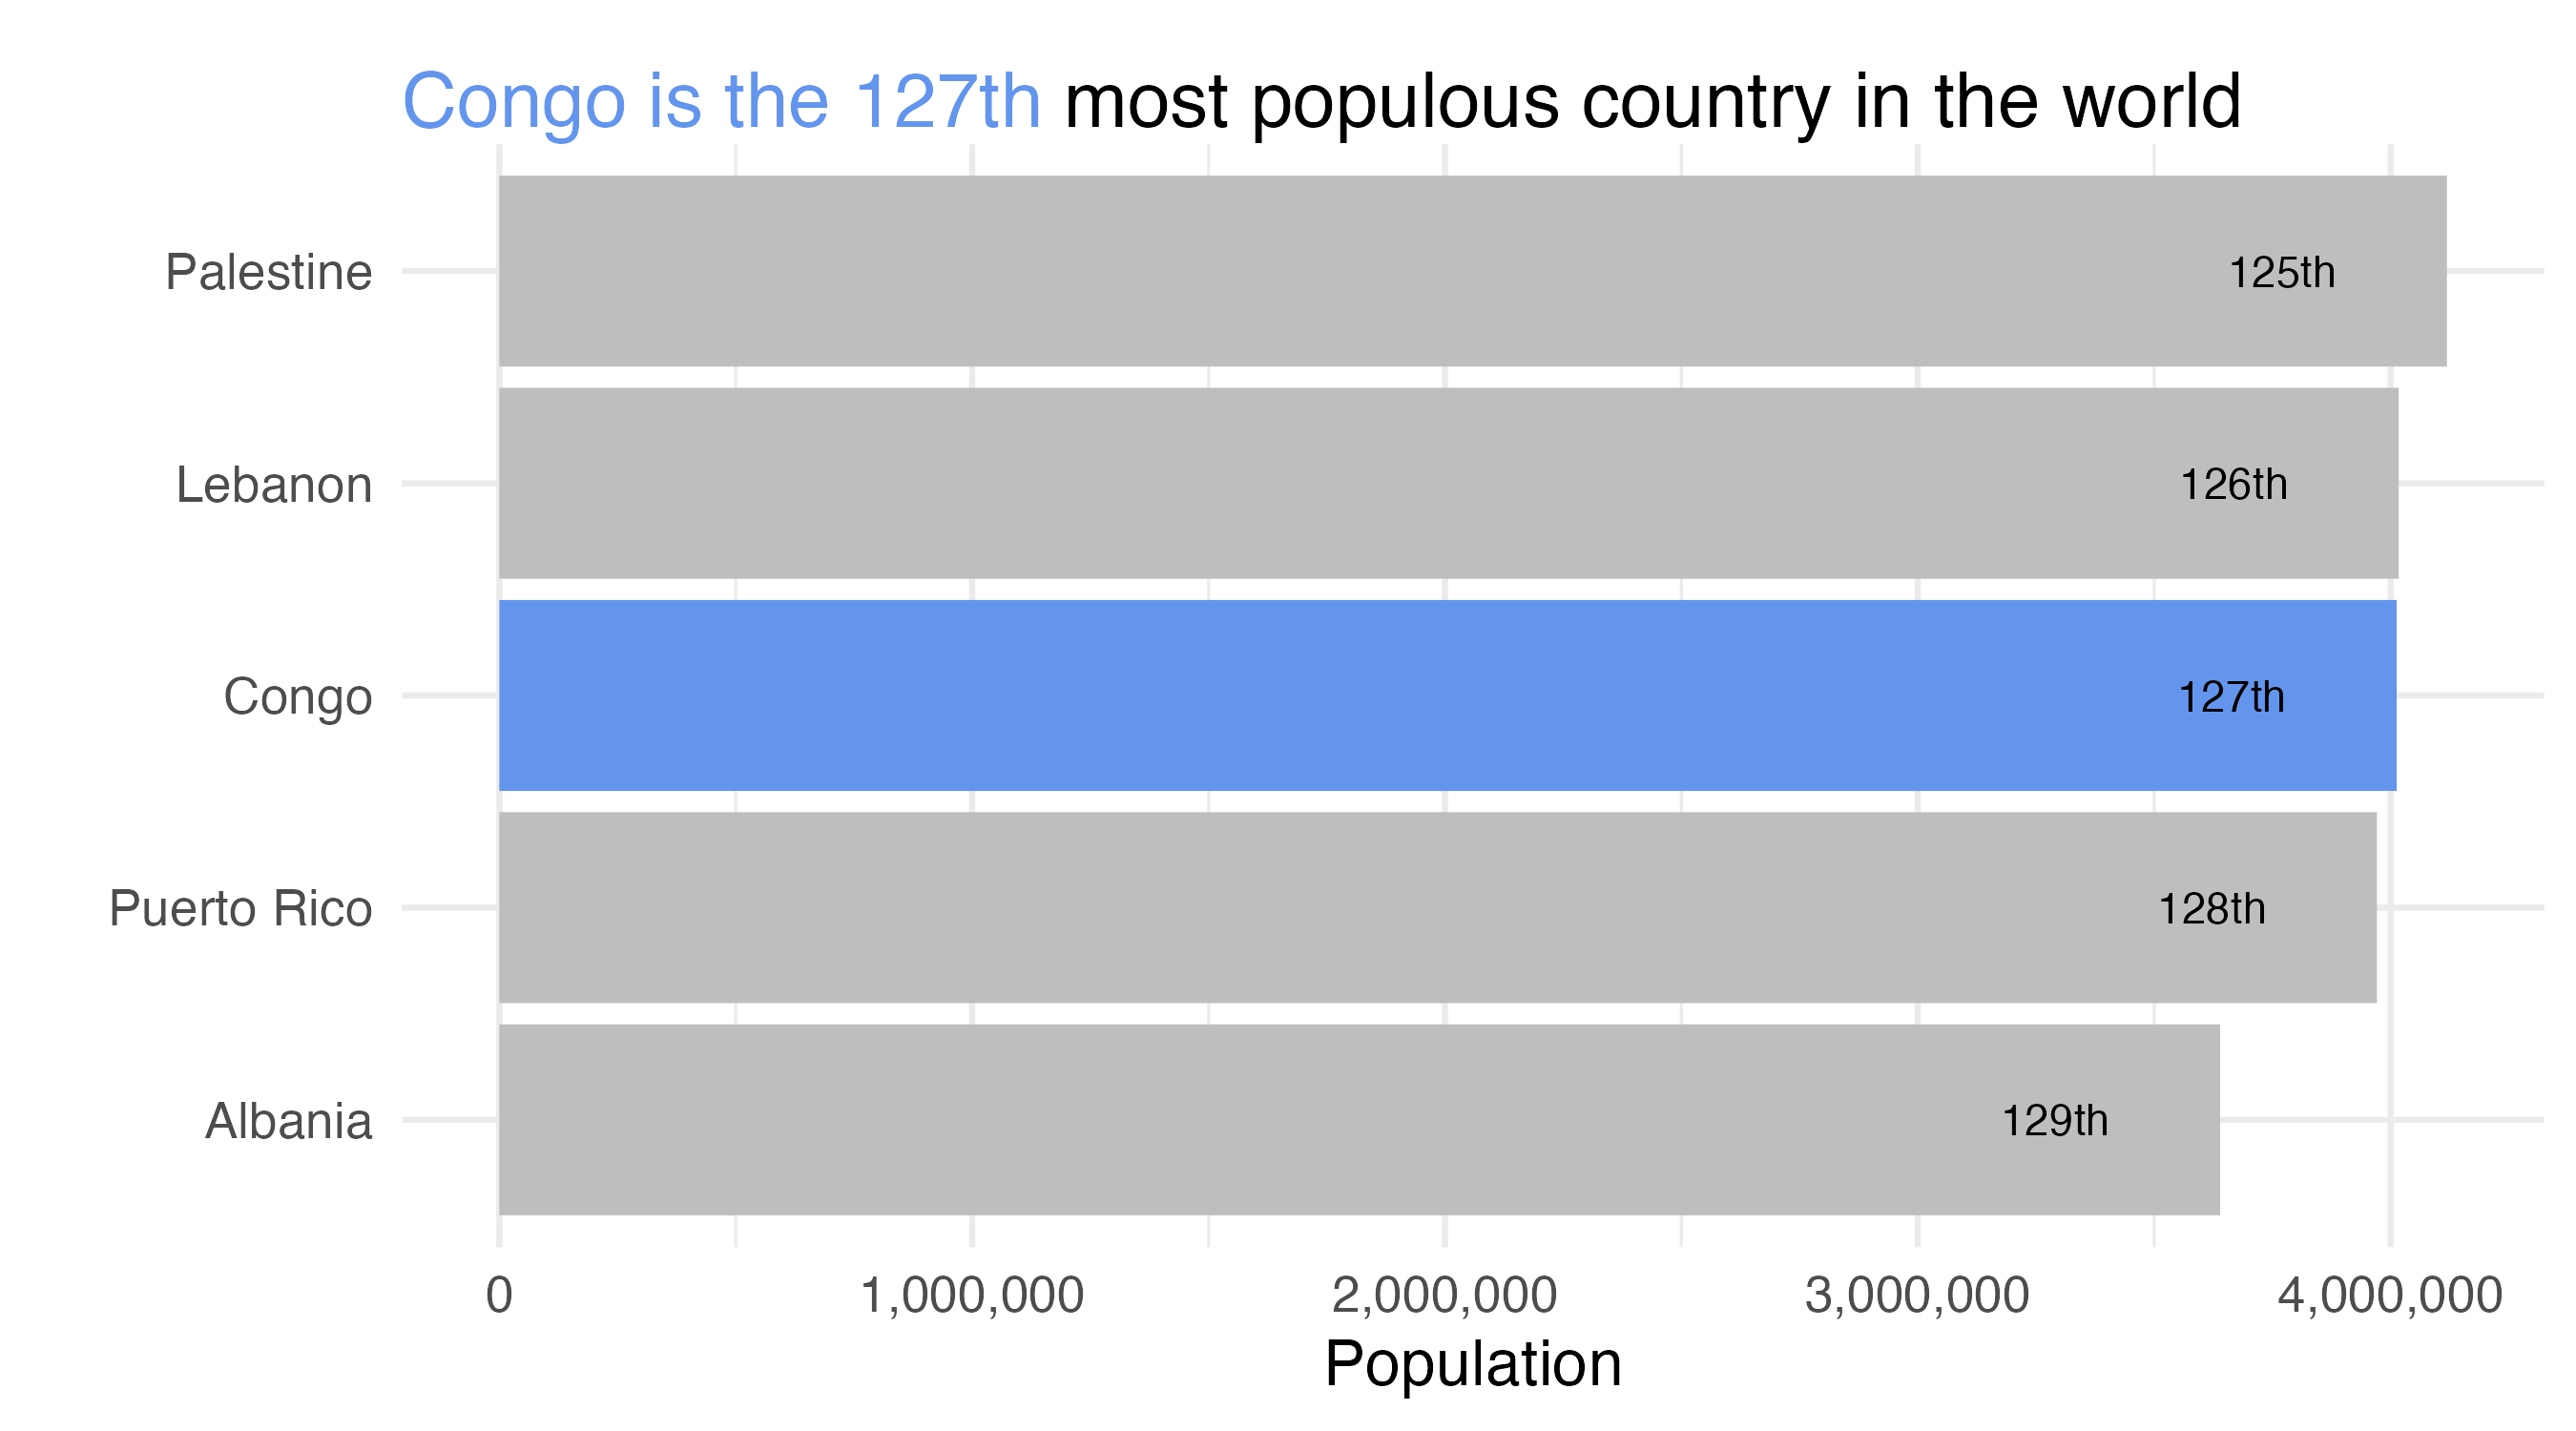 Congo is the 127th most populous country in the world
Palestine
125th
Lebanon
126th
Congo
127th
Puerto Rico
128th
Albania
129th
0
1,000,000
2,000,000
3,000,000
4,000,000
Population